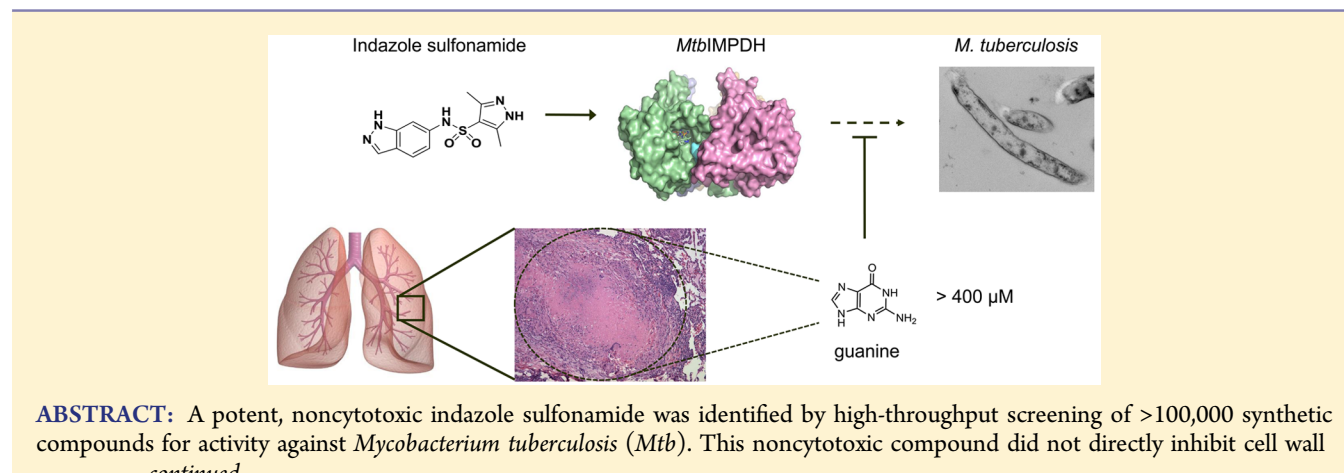 Indazole sulfonamide
MtbIMPDH
M. tuberculosis
H
N
N
H
N
S
O
O
N
NH
O
N
NH
N
H
N
NH₂
> 400 µM
guanine
ABSTRACT: A potent, noncytotoxic indazole sulfonamide was identified by high-throughput screening of >100,000 synthetic
compounds for activity against Mycobacterium tuberculosis (Mtb). This noncytotoxic compound did not directly inhibit cell wall
continued